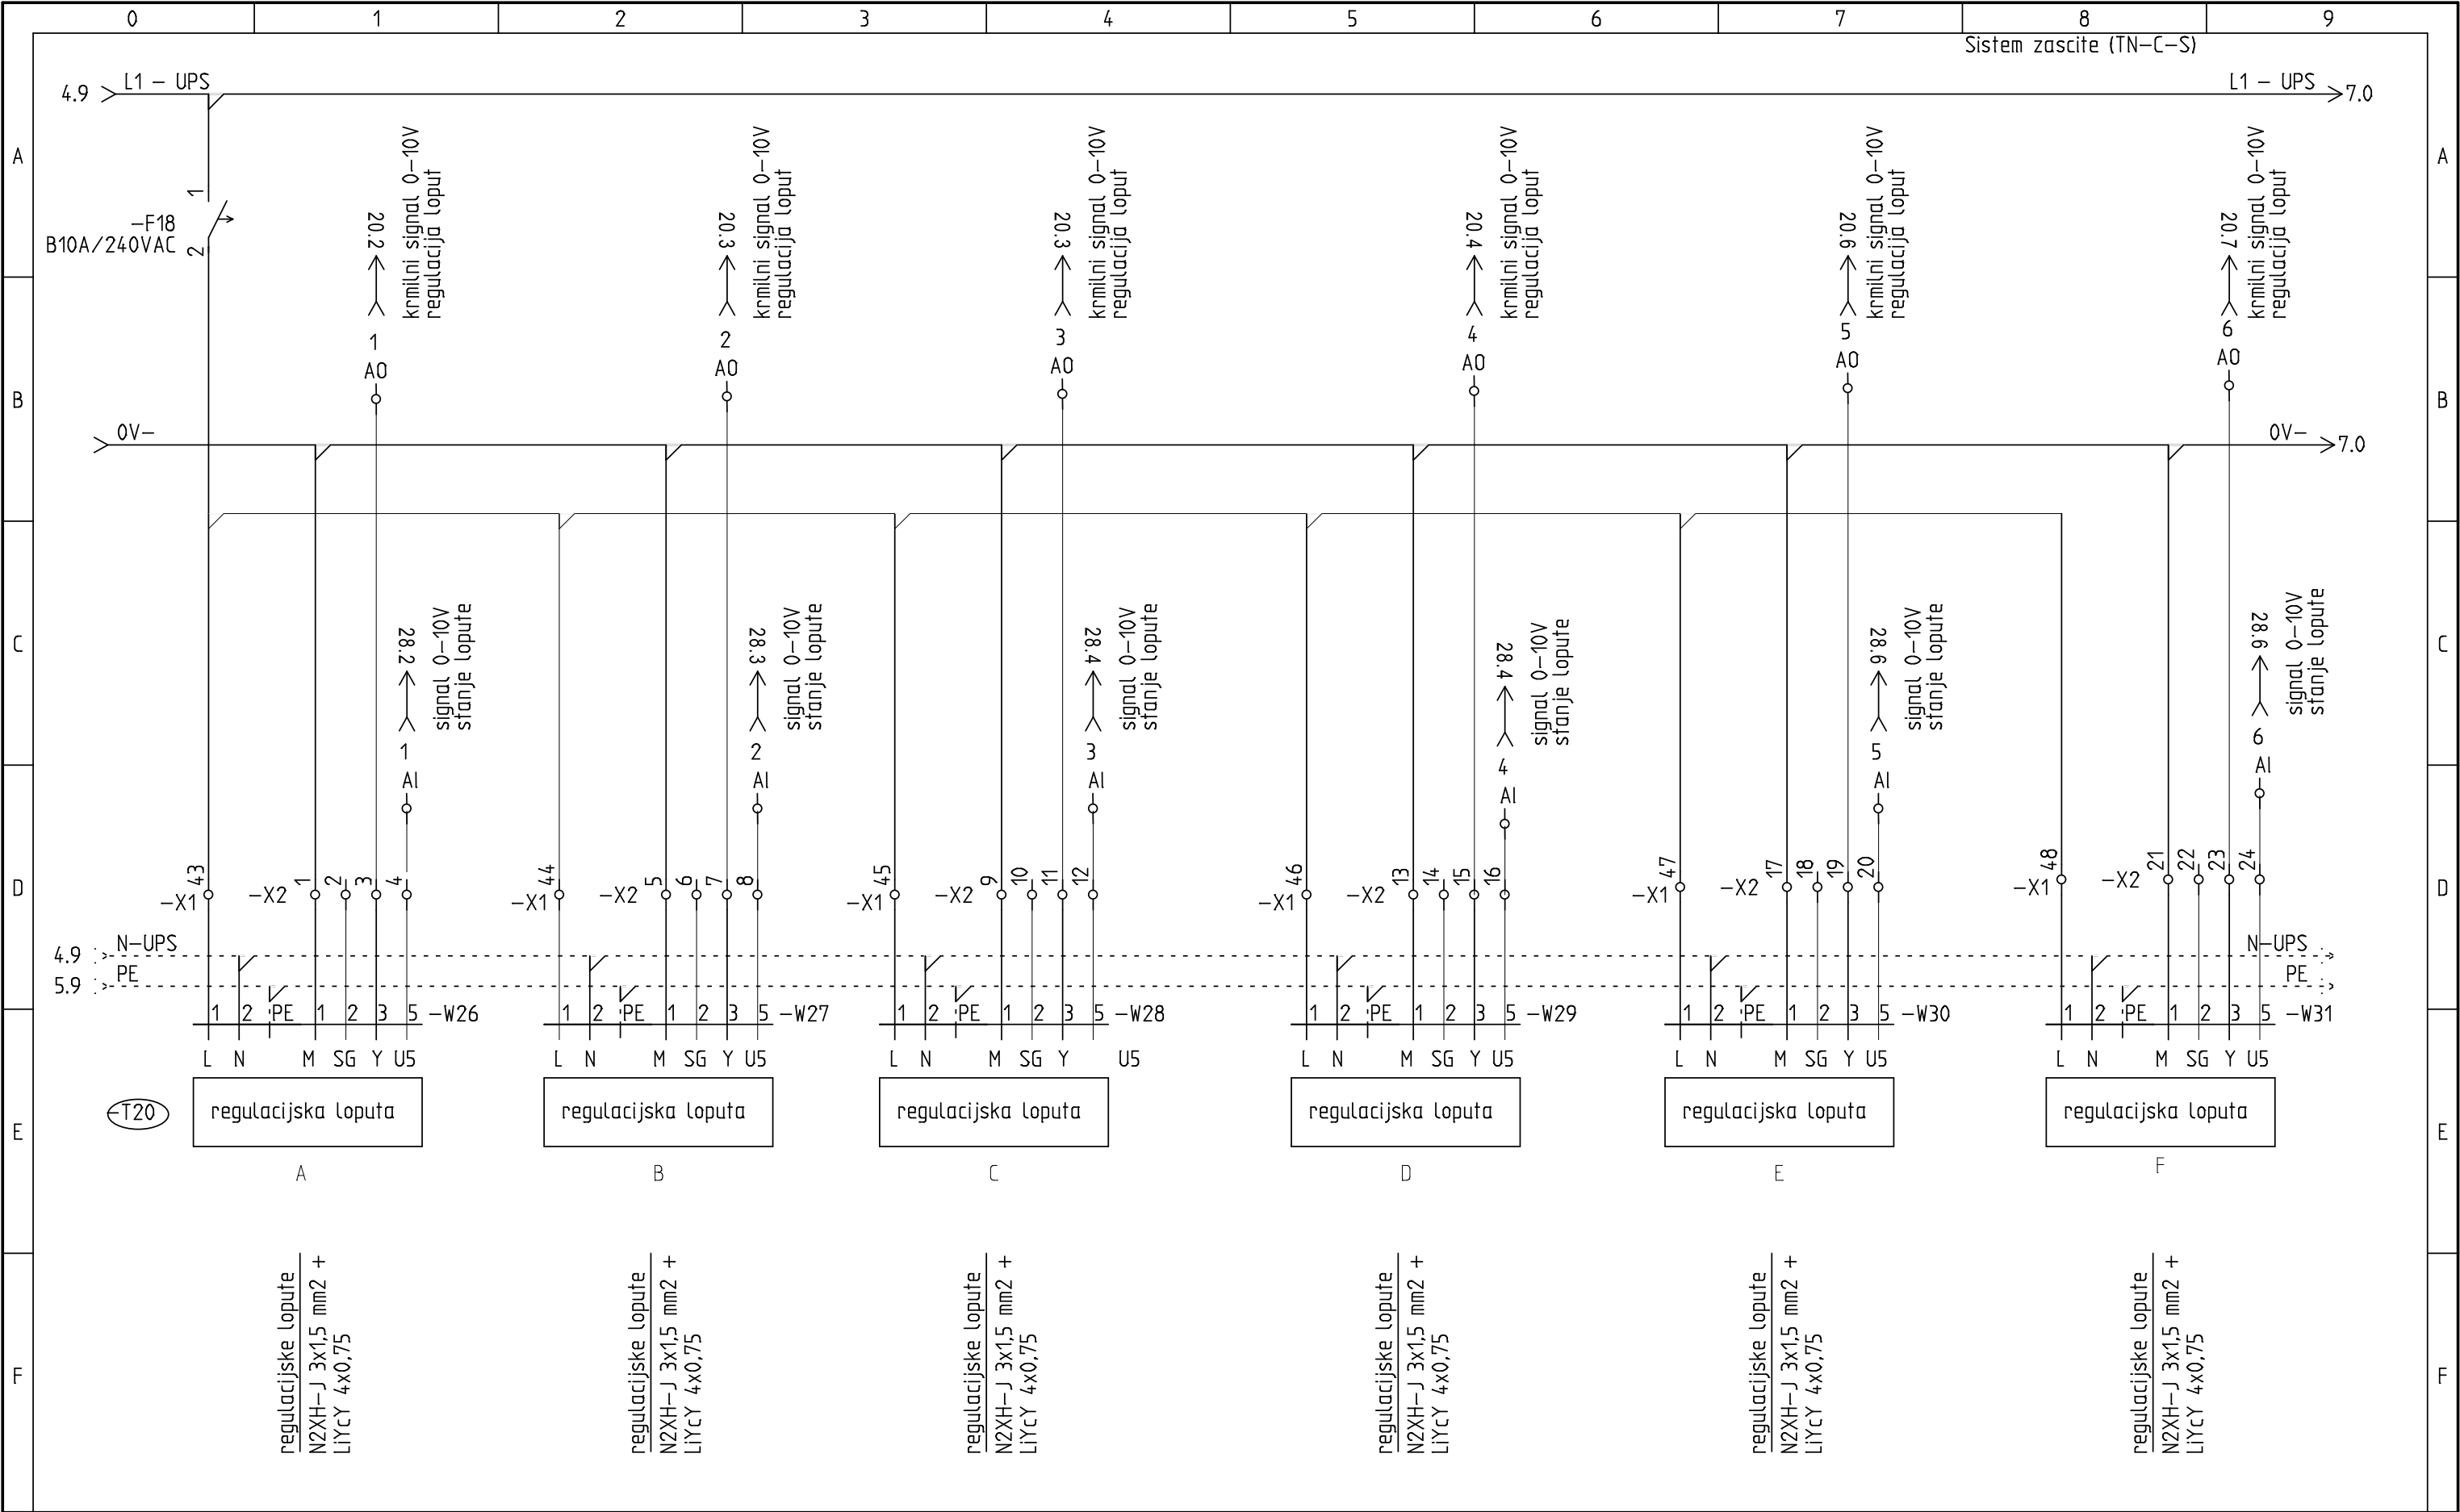 0 1 2 3 4 5 6 7 8 9
Sistem zascite (TN-C-S)
4.9 L1 - UPS
L1 - UPS 7.0
A A
-F18
B10A/240VAC
1
2
20.2
krmilni signal 0-10V
regulacija loput
1
AO
20.3
krmilni signal 0-10V
regulacija loput
2
AO
20.3
krmilni signal 0-10V
regulacija loput
3
AO
20.4
krmilni signal 0-10V
regulacija loput
4
AO
20.6
krmilni signal 0-10V
regulacija loput
5
AO
20.7
krmilni signal 0-10V
regulacija loput
6
AO
B B
0V-
0V- 7.0
C C
28.2
signal 0-10V
stanje lopute
1
AI
28.3
signal 0-10V
stanje lopute
2
AI
28.4
signal 0-10V
stanje lopute
3
AI
28.4
signal 0-10V
stanje lopute
4
AI
28.6
signal 0-10V
stanje lopute
5
AI
28.6
signal 0-10V
stanje lopute
6
AI
D D
-X1 43 -X2 1 2 3 4
-X1 44 -X2 5 6 7 8
-X1 45 -X2 9 10 11 12
-X1 46 -X2 13 14 15 16
-X1 47 -X2 17 18 19 20
-X1 48 -X2 21 22 23 24
4.9 N-UPS
N-UPS
5.9 PE
PE
1 2 PE 1 2 3 5 -W26
1 2 PE 1 2 3 5 -W27
1 2 PE 1 2 3 5 -W28
1 2 PE 1 2 3 5 -W29
1 2 PE 1 2 3 5 -W30
1 2 PE 1 2 3 5 -W31
L N M SG Y U5
L N M SG Y U5
L N M SG Y U5
L N M SG Y U5
L N M SG Y U5
L N M SG Y U5
-T20
regulacijska loputa
regulacijska loputa
regulacijska loputa
regulacijska loputa
regulacijska loputa
regulacijska loputa
E E
A B C D E F
regulacijske lopute
N2XH-J 3x1,5 mm2 +
LiYcY 4x0,75
regulacijske lopute
N2XH-J 3x1,5 mm2 +
LiYcY 4x0,75
regulacijske lopute
N2XH-J 3x1,5 mm2 +
LiYcY 4x0,75
regulacijske lopute
N2XH-J 3x1,5 mm2 +
LiYcY 4x0,75
regulacijske lopute
N2XH-J 3x1,5 mm2 +
LiYcY 4x0,75
regulacijske lopute
N2XH-J 3x1,5 mm2 +
LiYcY 4x0,75
F F